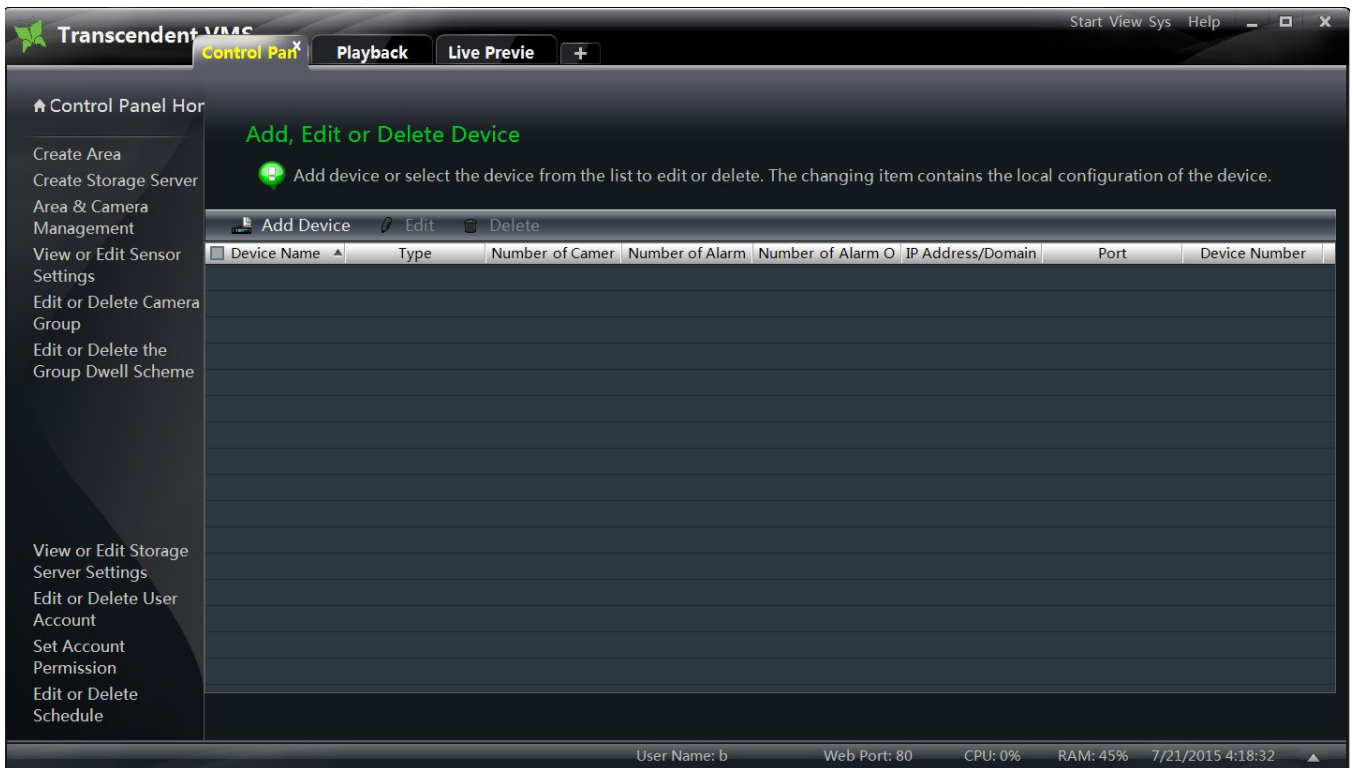 Transcendent VMS
Start View Sys Help
Control Pan x
Playback
Live Previe
+
Control Panel Hor
Create Area
Create Storage Server
Area & Camera
Management
View or Edit Sensor
Settings
Edit or Delete Camera
Group
Edit or Delete the
Group Dwell Scheme
View or Edit Storage
Server Settings
Edit or Delete User
Account
Set Account
Permission
Edit or Delete
Schedule
Add, Edit or Delete Device
Add device or select the device from the list to edit or delete. The changing item contains the local configuration of the device.
Add Device Edit Delete
Device Name Type Number of Camer Number of Alarm Number of Alarm O IP Address/Domain Port Device Number
User Name: b Web Port: 80 CPU: 0% RAM: 45% 7/21/2015 4:18:32